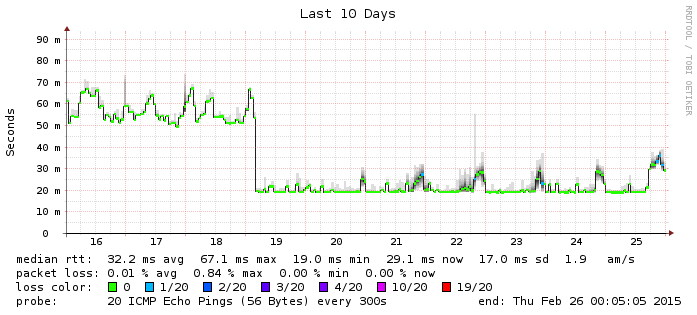 Last 10 Days
RRDTOOL / TOBI OETIKER
Seconds
90 m
80 m
70 m
60 m
50 m
40 m
30 m
20 m
10 m
0
16 17 18 19 20 21 22 23 24 25
median rtt: 32.2 ms avg 67.1 ms max 19.0 ms min 29.1 ms now 17.0 ms sd 1.9 am/s
packet loss: 0.01 % avg 0.84 % max 0.00 % min 0.00 % now
loss color: 0 1/20 2/20 3/20 4/20 10/20 19/20
probe: 20 ICMP Echo Pings (56 Bytes) every 300s end: Thu Feb 26 00:05:05 2015